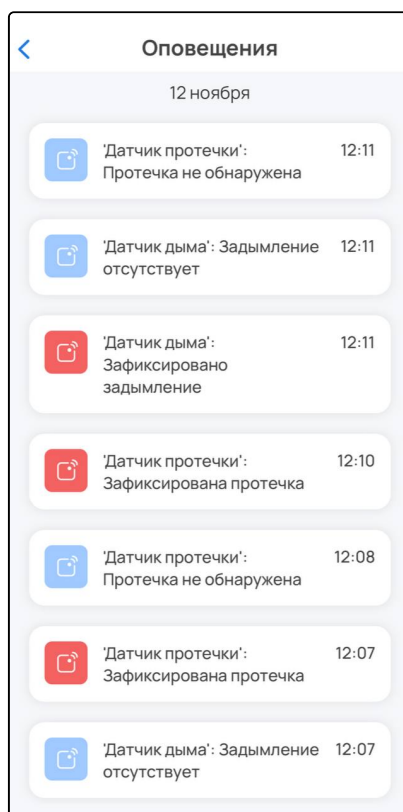 Оповещения
12 ноября
'Датчик протечки': 12:11
Протечка не обнаружена
'Датчик дыма': Задымление 12:11
отсутствует
'Датчик дыма': 12:11
Зафиксировано
задымление
'Датчик протечки': 12:10
Зафиксирована протечка
'Датчик протечки': 12:08
Протечка не обнаружена
'Датчик протечки': 12:07
Зафиксирована протечка
'Датчик дыма': Задымление 12:07
отсутствует